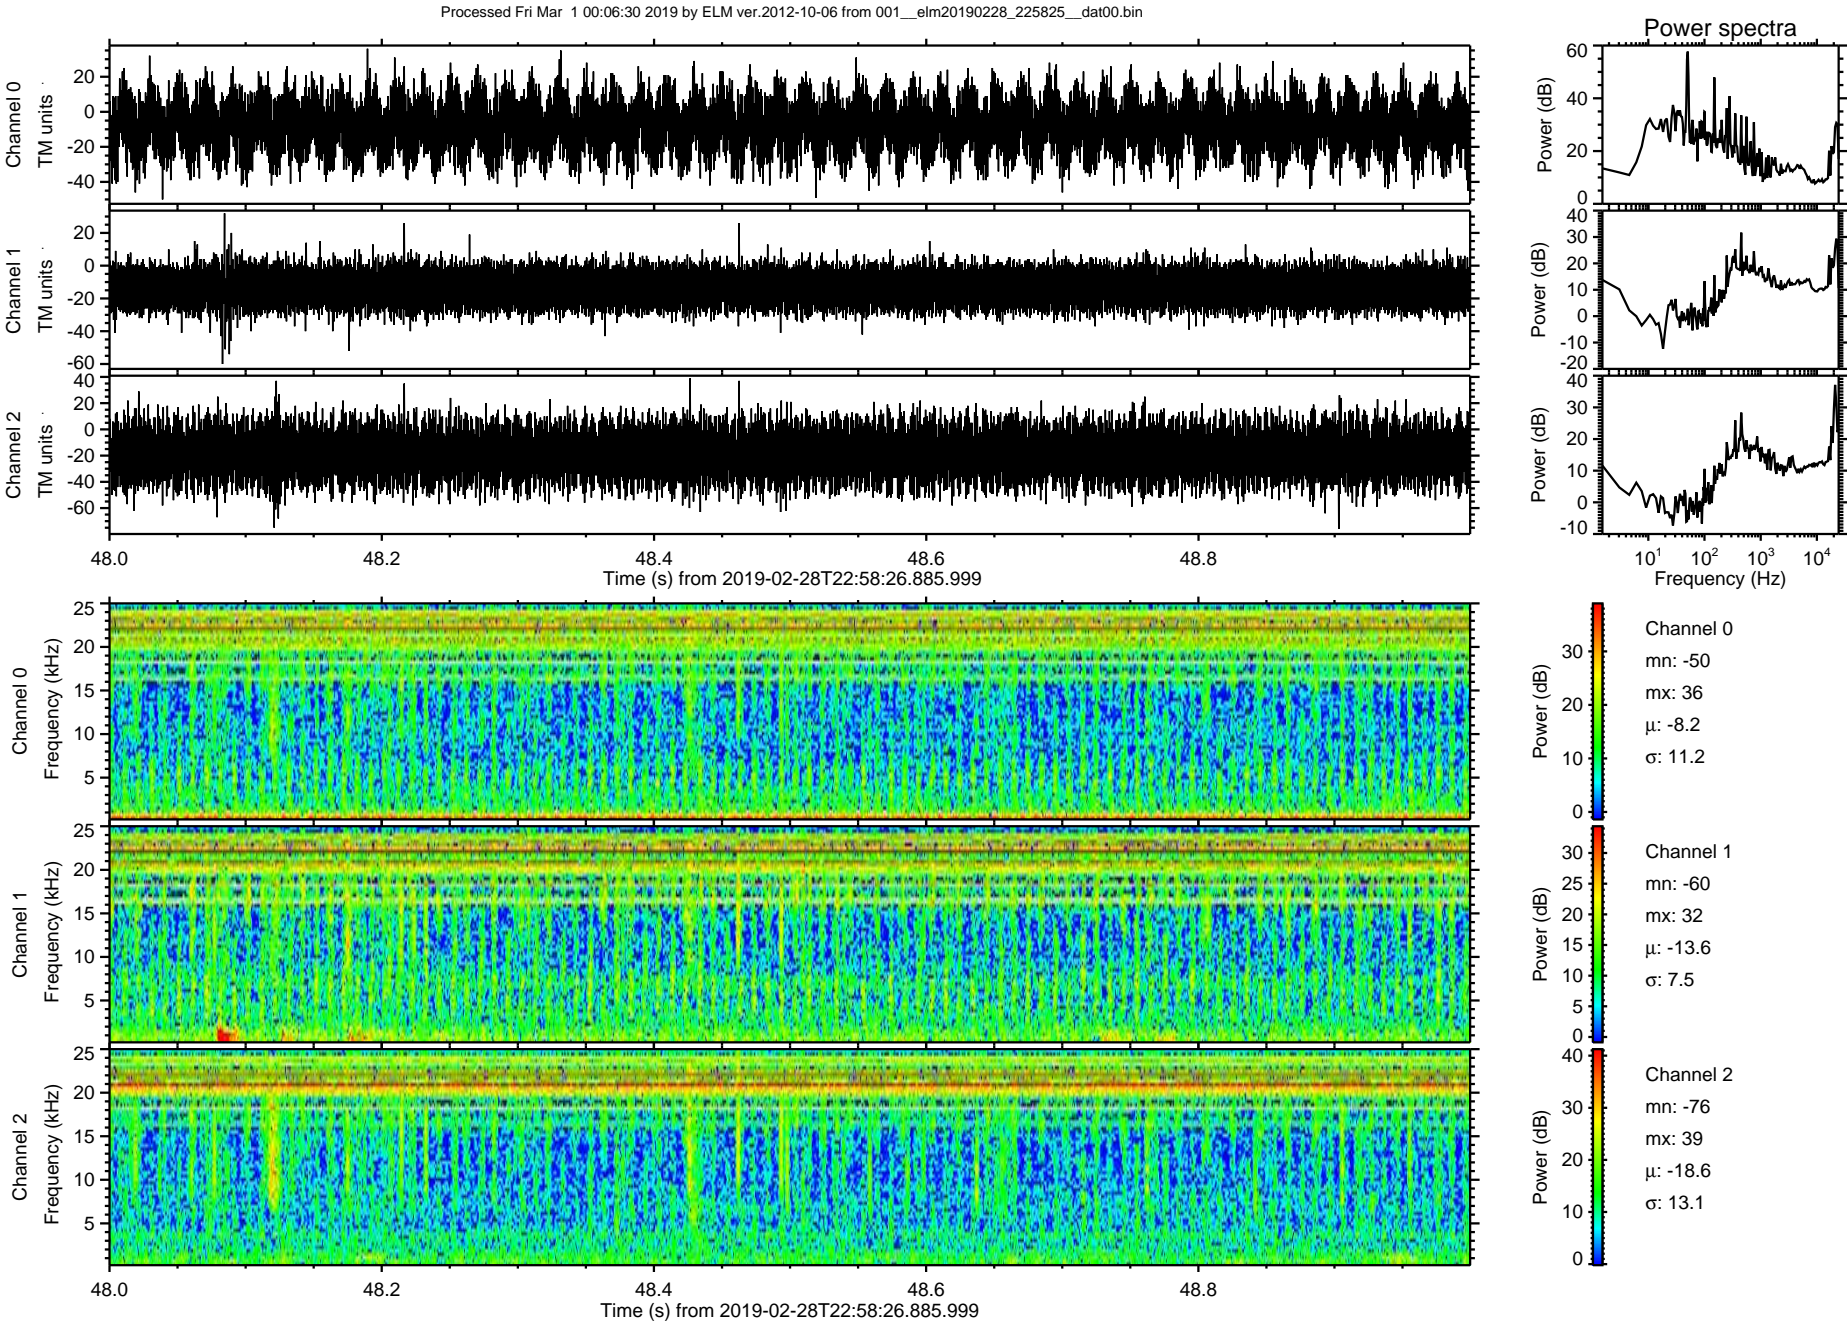 Processed Fri Mar  1 00:06:30 2019 by ELM ver.2012-10-06 from 001__elm20190228_225825__dat00.bin
Power spectra
Channel 0
TM units
20
0
-20
-40
Power (dB)
60
40
20
0
Channel 1
TM units
20
0
-20
-40
-60
Power (dB)
40
30
20
10
0
-10
-20
Channel 2
TM units
40
20
0
-20
-40
-60
Power (dB)
40
30
20
10
0
-10
48.0 48.2 48.4 48.6 48.8
Time (s) from 2019-02-28T22:58:26.885.999
10¹ 10² 10³ 10⁴
Frequency (Hz)
Channel 0
Frequency (kHz)
25
20
15
10
5
Power (dB)
30
20
10
0
Channel 0
mn: -50
mx: 36
μ: -8.2
σ: 11.2
Channel 1
Frequency (kHz)
25
20
15
10
5
Power (dB)
30
25
20
15
10
5
0
Channel 1
mn: -60
mx: 32
μ: -13.6
σ: 7.5
Channel 2
Frequency (kHz)
25
20
15
10
5
Power (dB)
40
30
20
10
0
Channel 2
mn: -76
mx: 39
μ: -18.6
σ: 13.1
48.0 48.2 48.4 48.6 48.8
Time (s) from 2019-02-28T22:58:26.885.999